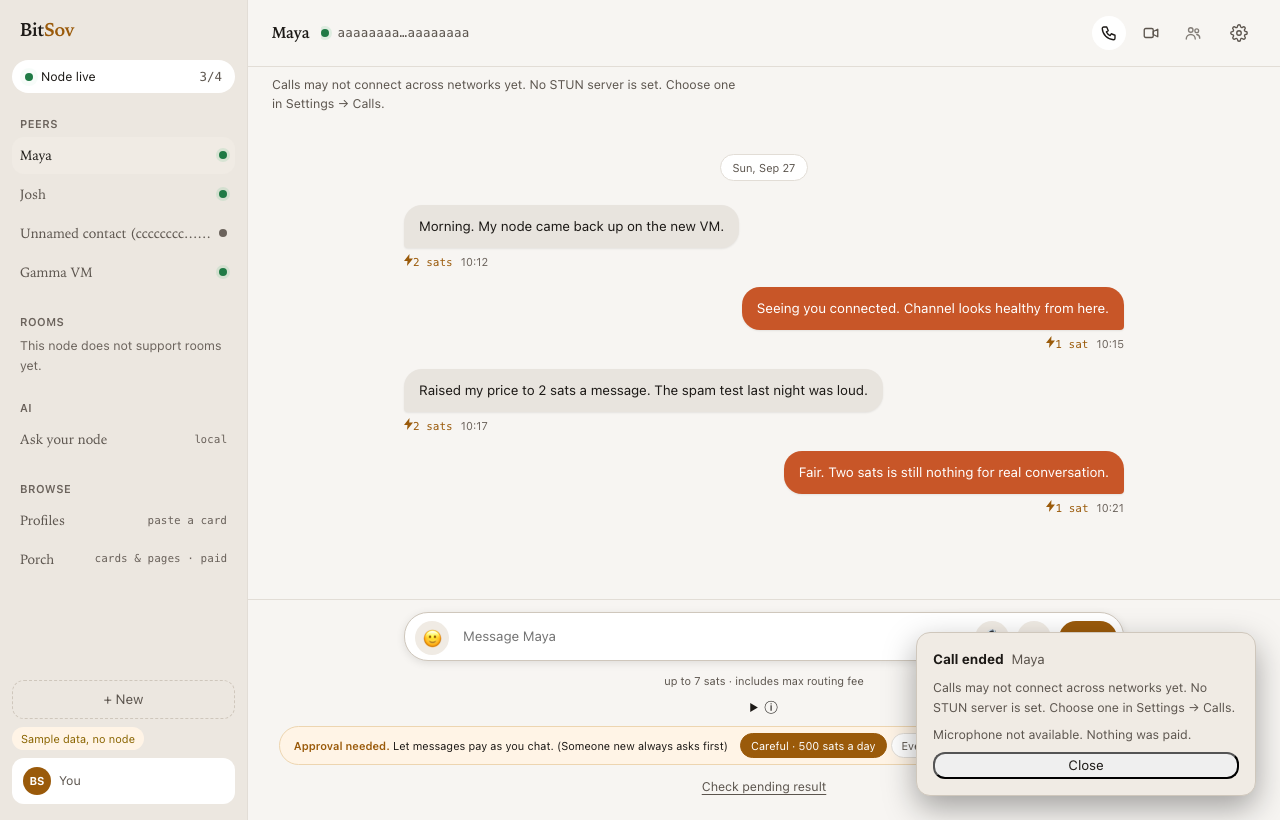 BitSov
Node live 3/4
PEERS
Maya
Josh
Unnamed contact (cccccccc……
Gamma VM
ROOMS
This node does not support rooms
yet.
AI
Ask your node local
BROWSE
Profiles paste a card
Porch cards & pages · paid
+ New
Sample data, no node
BS You
Maya aaaaaaaa…aaaaaaaa
Calls may not connect across networks yet. No STUN server is set. Choose one
in Settings → Calls.
Sun, Sep 27
Morning. My node came back up on the new VM.
2 sats 10:12
Seeing you connected. Channel looks healthy from here.
1 sat 10:15
Raised my price to 2 sats a message. The spam test last night was loud.
2 sats 10:17
Fair. Two sats is still nothing for real conversation.
1 sat 10:21
Message Maya
up to 7 sats · includes max routing fee
Approval needed. Let messages pay as you chat. (Someone new always asks first) Careful · 500 sats a day
Check pending result
Call ended Maya
Calls may not connect across networks yet. No
STUN server is set. Choose one in Settings → Calls.
Microphone not available. Nothing was paid.
Close